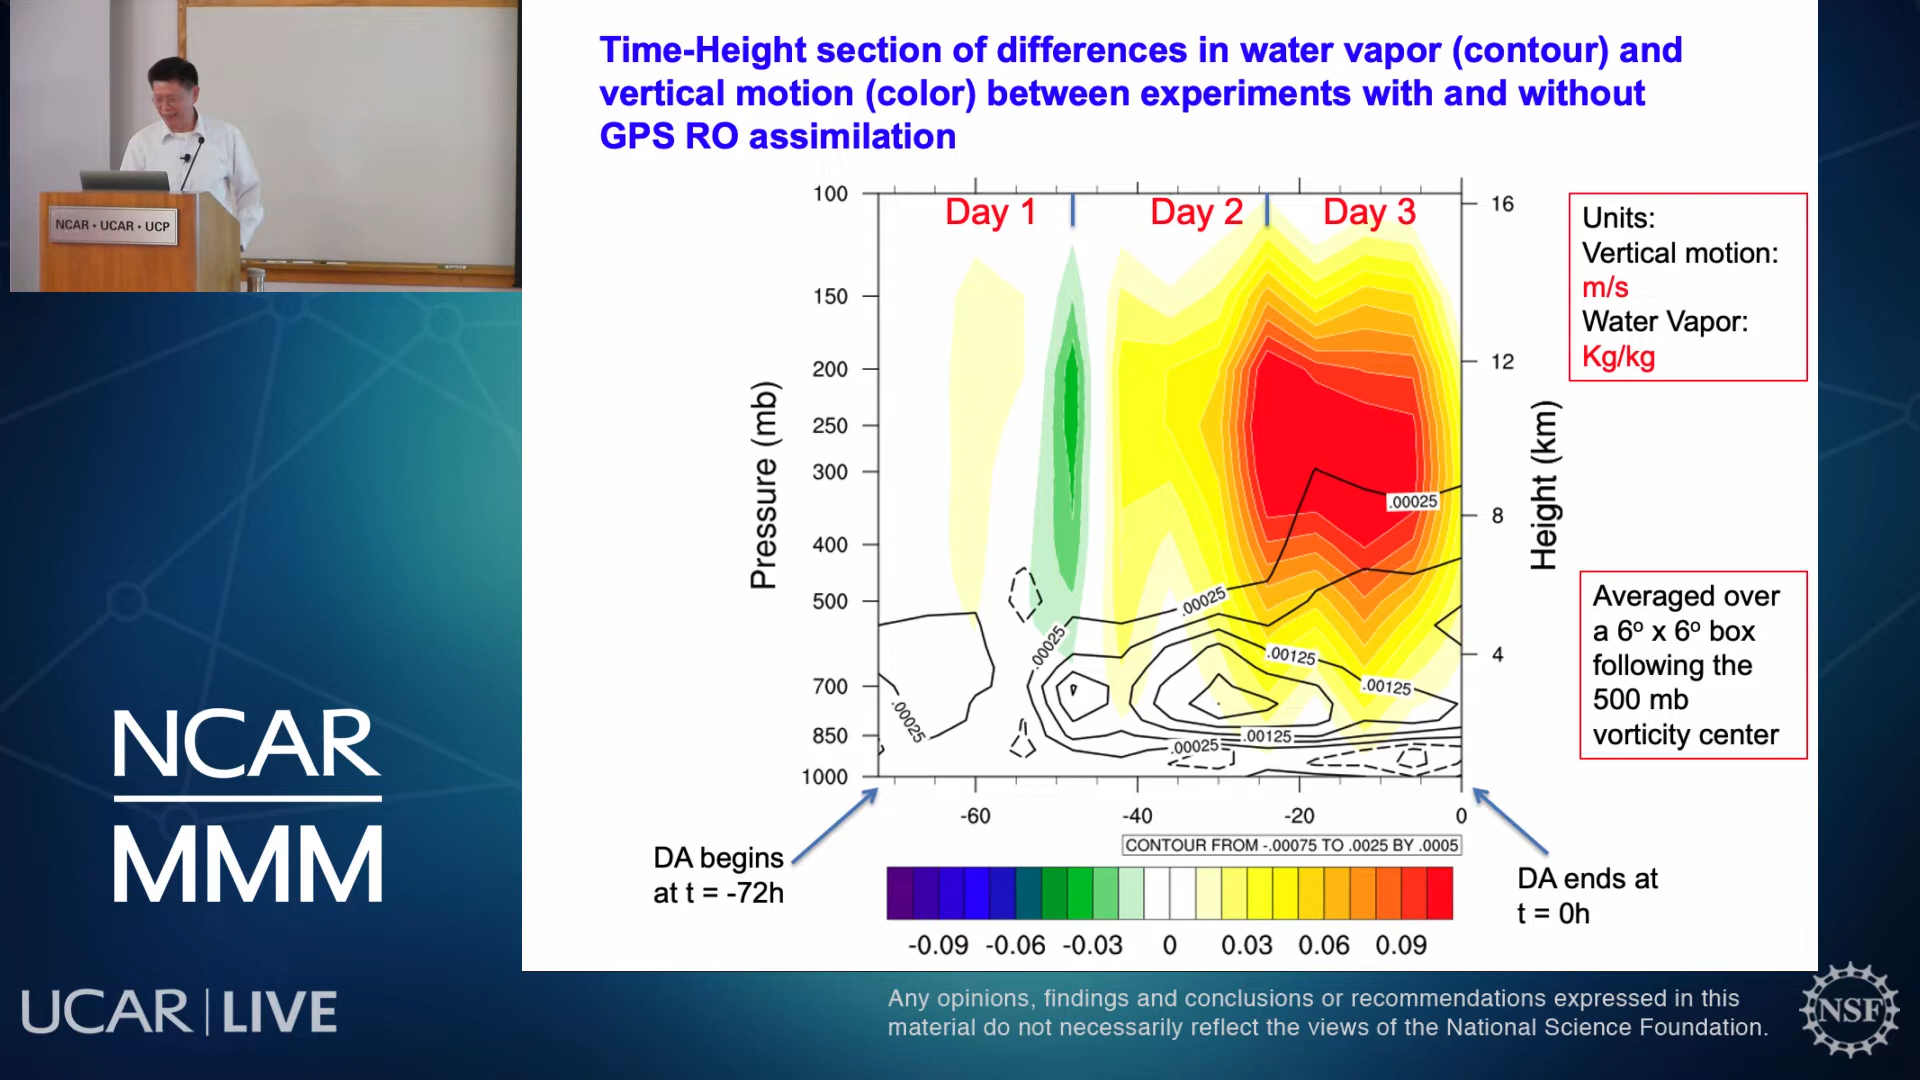 Time-Height section of differences in water vapor (contour) and
vertical motion (color) between experiments with and without
GPS RO assimilation
NCAR • UCAR • UCP
Day 1
Day 2
Day 3
100
150
200
250
300
400
500
700
850
1000
Pressure (mb)
16
12
8
4
Height (km)
.00025
.00025
.00025
.00125
.00125
.00025
.00125
.00025
-60
-40
-20
0
CONTOUR FROM -.00075 TO .0025 BY .0005
-0.09
-0.06
-0.03
0
0.03
0.06
0.09
Units:
Vertical motion:
m/s
Water Vapor:
Kg/kg
Averaged over
a 6º x 6º box
following the
500 mb
vorticity center
DA begins
at t = -72h
DA ends at
t = 0h
NCAR
MMM
UCAR | LIVE
Any opinions, findings and conclusions or recommendations expressed in this
material do not necessarily reflect the views of the National Science Foundation.
NSF